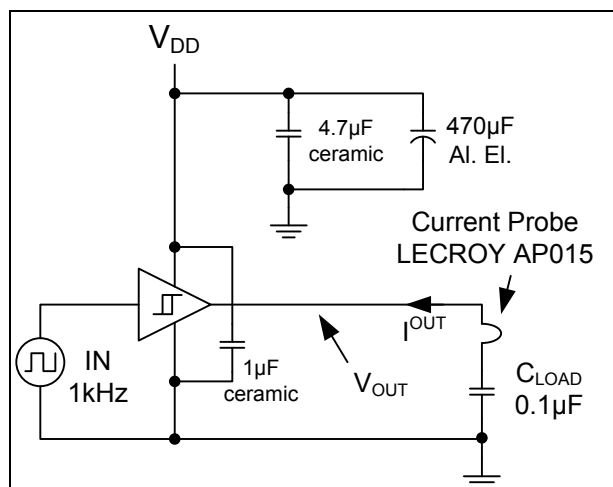 VDD
4.7µF
ceramic
470µF
Al. El.
Current Probe
LECROY AP015
IOUT
IN
1kHz
1µF
ceramic
VOUT
CLOAD
0.1µF